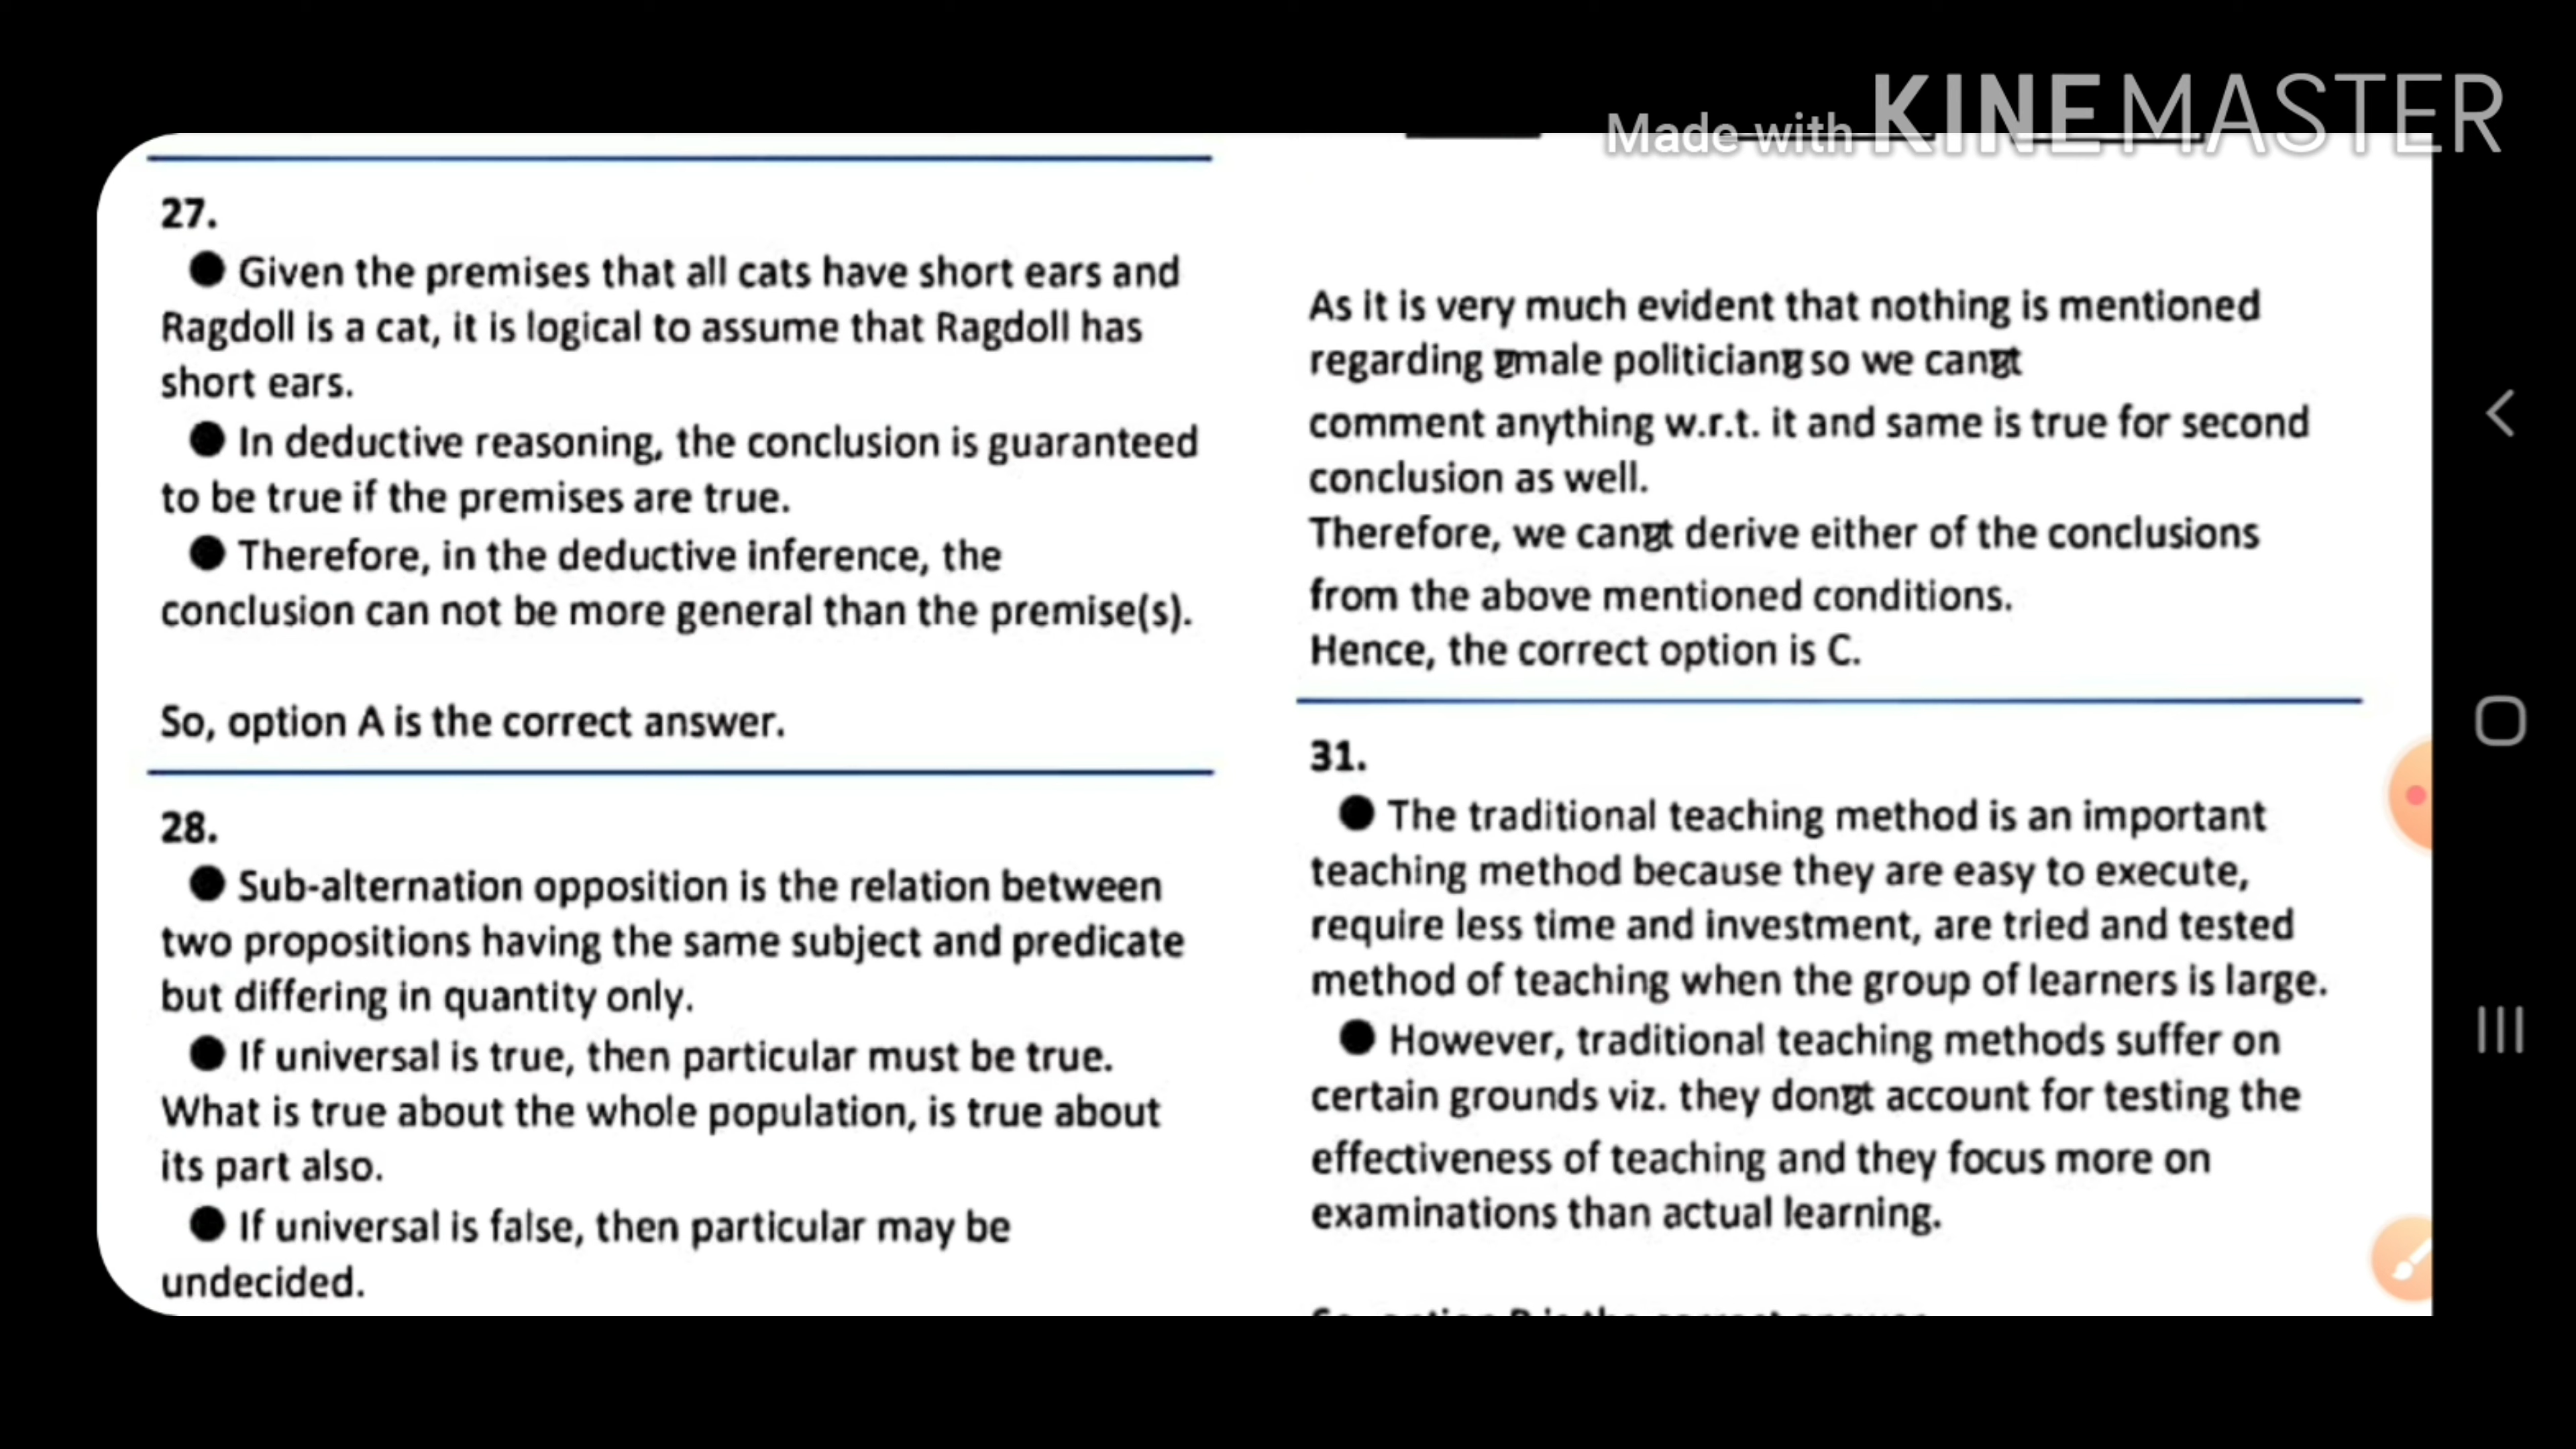 Made with KINEMASTER
27.
● Given the premises that all cats have short ears and
Ragdoll is a cat, it is logical to assume that Ragdoll has
short ears.
● In deductive reasoning, the conclusion is guaranteed
to be true if the premises are true.
● Therefore, in the deductive inference, the
conclusion can not be more general than the premise(s).
So, option A is the correct answer.
28.
● Sub-alternation opposition is the relation between
two propositions having the same subject and predicate
but differing in quantity only.
● If universal is true, then particular must be true.
What is true about the whole population, is true about
its part also.
● If universal is false, then particular may be
undecided.
As it is very much evident that nothing is mentioned
regarding so we
comment anything w.r.t. it and same is true for second
conclusion as well.
Therefore, we derive either of the conclusions
from the above mentioned conditions.
Hence, the correct option is C.
31.
● The traditional teaching method is an important
teaching method because they are easy to execute,
require less time and investment, are tried and tested
method of teaching when the group of learners is large.
● However, traditional teaching methods suffer on
certain grounds viz. they account for testing the
effectiveness of teaching and they focus more on
examinations than actual learning.